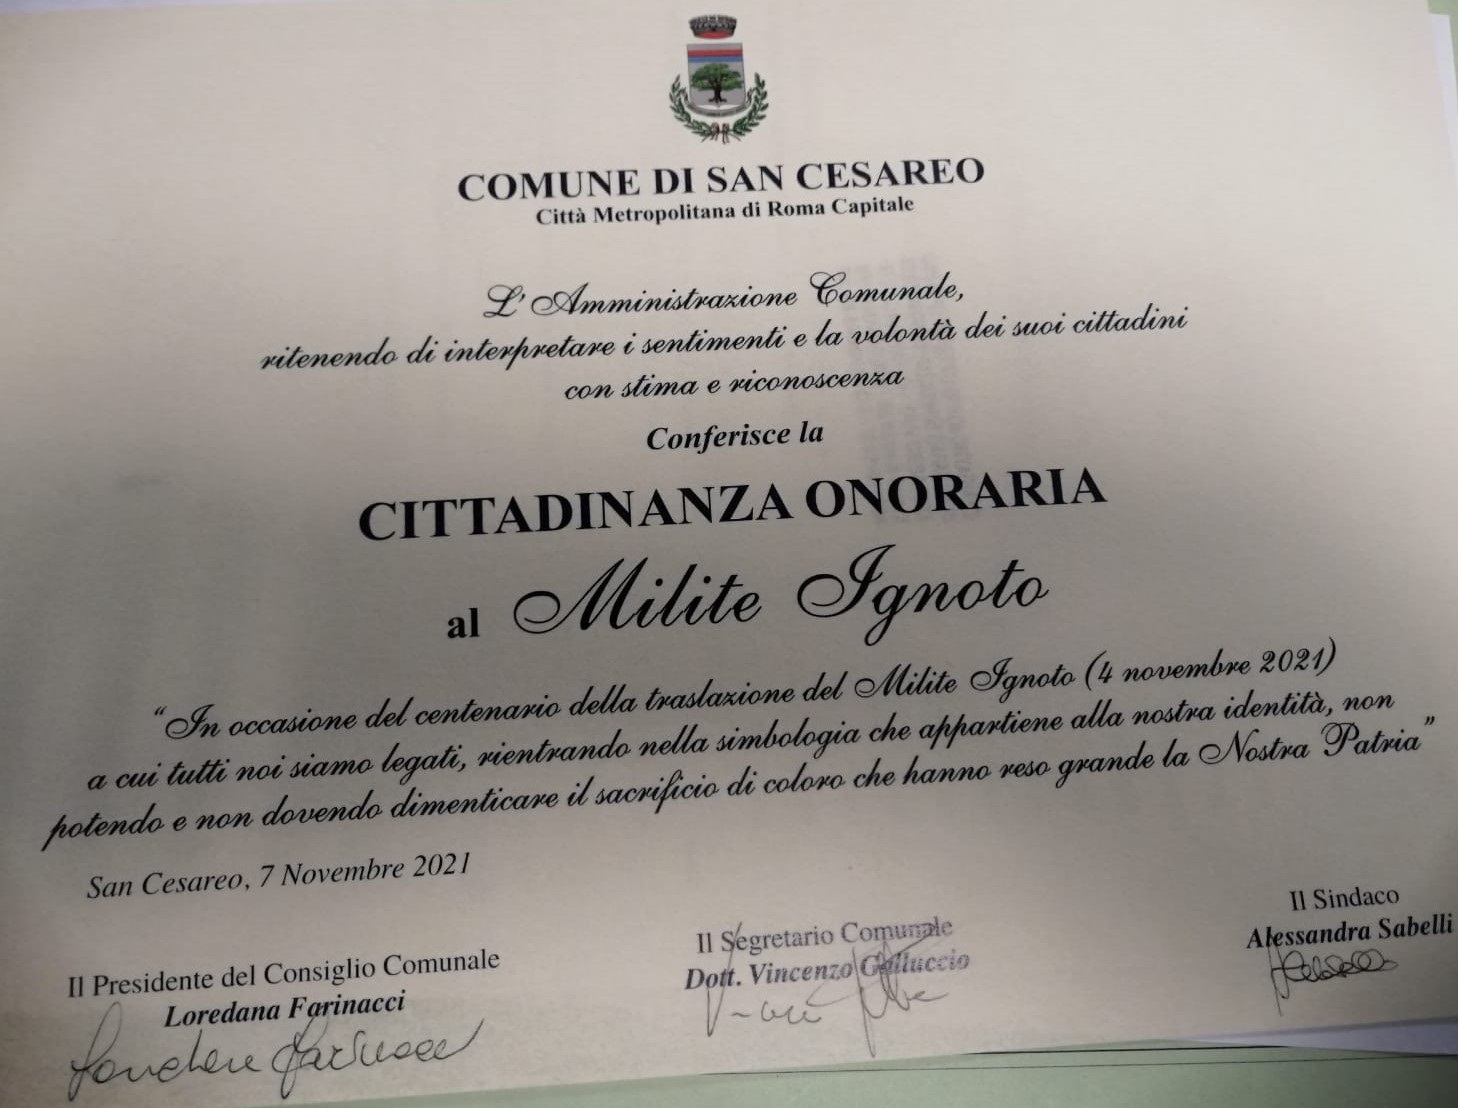 COMUNE DI SAN CESAREO
Città Metropolitana di Roma Capitale
L'Amministrazione Comunale,
ritenendo di interpretare i sentimenti e la volontà dei suoi cittadini
con stima e riconoscenza
Conferisce la
CITTADINANZA ONORARIA
al Milite Ignoto
“In occasione del centenario della traslazione del Milite Ignoto (4 novembre 2021)
a cui tutti noi siamo legati, rientrando nella simbologia che appartiene alla nostra identità, non
potendo e non dovendo dimenticare il sacrificio di coloro che hanno reso grande la Nostra Patria”
San Cesareo, 7 Novembre 2021
Il Presidente del Consiglio Comunale
Loredana Farinacci
Il Segretario Comunale
Dott. Vincenzo Galluccio
Il Sindaco
Alessandra Sabelli